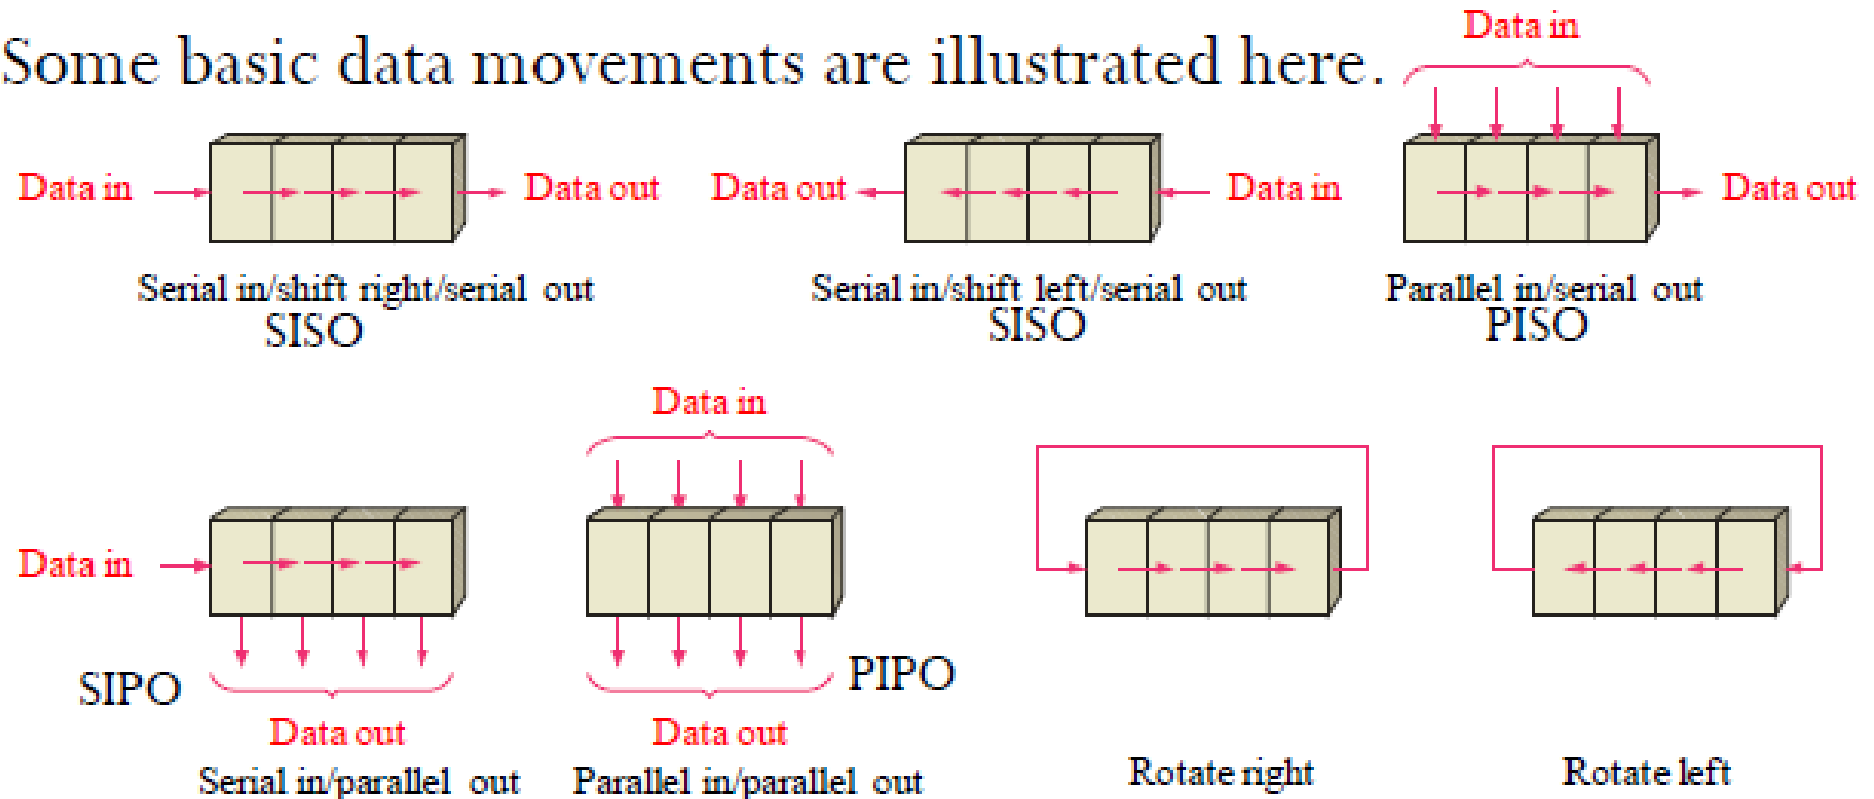 Some basic data movements are illustrated here.
Data in
Data in
Data out
Data out
Data in
Data out
Serial in/shift right/serial out
SISO
Serial in/shift left/serial out
SISO
Parallel in/serial out
PISO
Data in
Data in
SIPO
Data out
Serial in/parallel out
PIPO
Data out
Parallel in/parallel out
Rotate right
Rotate left